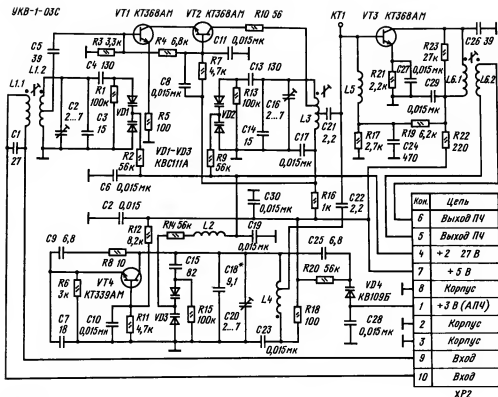 УКВ-1-03С
VT1 КТ368АМ
VT2 КТ368АМ
R10 56
КТ1
VT3 КТ368АМ
C5
39
L1.1
L1.2
R3 3,3к
R4 6,8к
C11 0,015мк
C4 130
R1
100к
C2
2...7
C3
15
VD1
R5
100
R2
56к
C8
0,015мк
R7
4,7к
C13 130
R13
100к
C16
2...7
C14
15
VD2
R9
56к
C17
0,015мк
L3
C21
2,2
VD1-VD3
КВС111А
C1
27
C6 0,015мк
L5
R21
2,2к
C27
0,015мк
R23
27к
C26 39
C29
0,015мк
L6.1
L6.2
R17
2,7к
R19 6,2к
C24
470
R22
220
R16
1к
C22
2,2
C2 0,015
R12
8,2к
R14 56к
L2
C30
0,015мк
C19
0,015мк
C9 6,8
R8 10
R6
3к
VT4
КТ339АМ
C7
18
C10
0,015мк
R11
4,7к
C15
82
VD3
R15
100к
C18*
9,1
C20
2...7
L4
C23
0,015мк
R18
100
C25
6,8
R20 56к
VD4
КВ109Б
C28
0,015мк
Кон. Цель
6 Выход ПЧ
5 Выход ПЧ
4 +2 27 В
7 +5 В
8 Корпус
1 +3 В (АПЧ)
2 Корпус
3 Корпус
9 Вход
10 Вход
ХР2